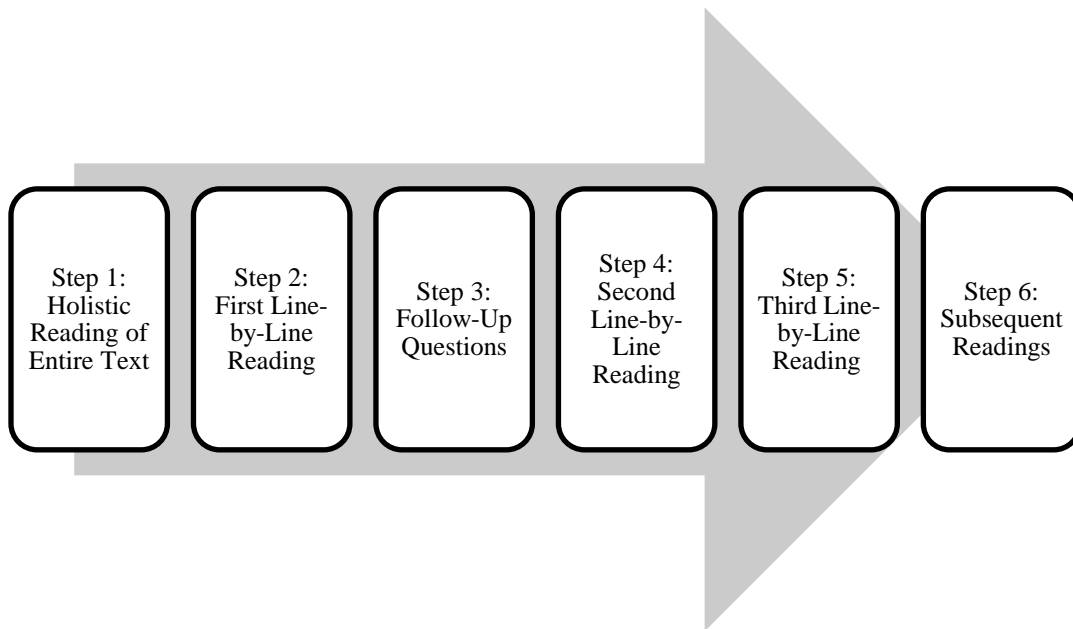 Step 1:
Holistic
Reading of
Entire Text
Step 2:
First Line-
by-Line
Reading
Step 3:
Follow-Up
Questions
Step 4:
Second
Line-by-
Line
Reading
Step 5:
Third Line-
by-Line
Reading
Step 6:
Subsequent
Readings